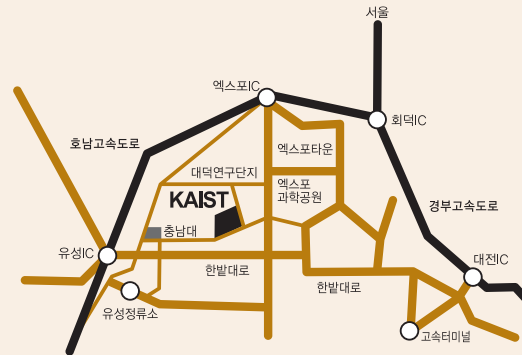 서울
엑스포IC
회덕IC
호남고속도로
엑스포타운
대덕연구단지
엑스포
과학공원
KAIST
경부고속도로
충남대
유성IC
한밭대로
대전IC
한밭대로
유성정류소
고속터미널